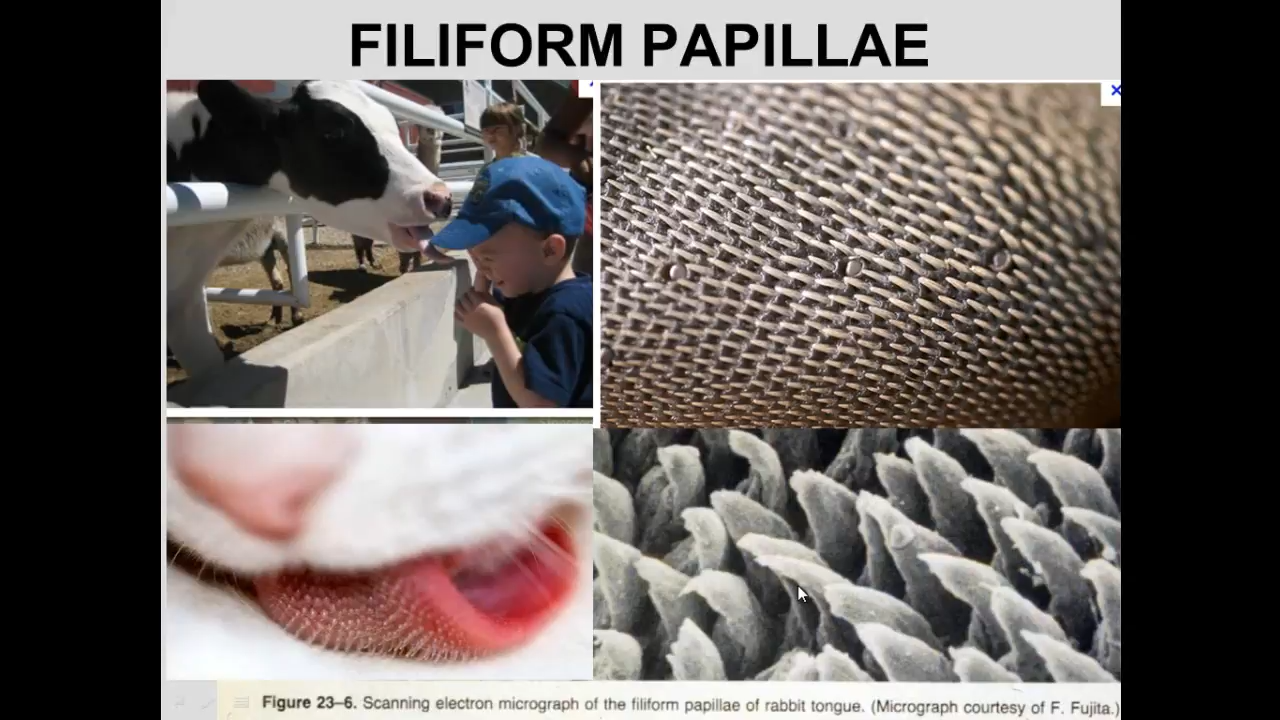 FILIFORM PAPILLAE
Figure 23–6. Scanning electron micrograph of the filiform papillae of rabbit tongue. (Micrograph courtesy of F. Fujita.)